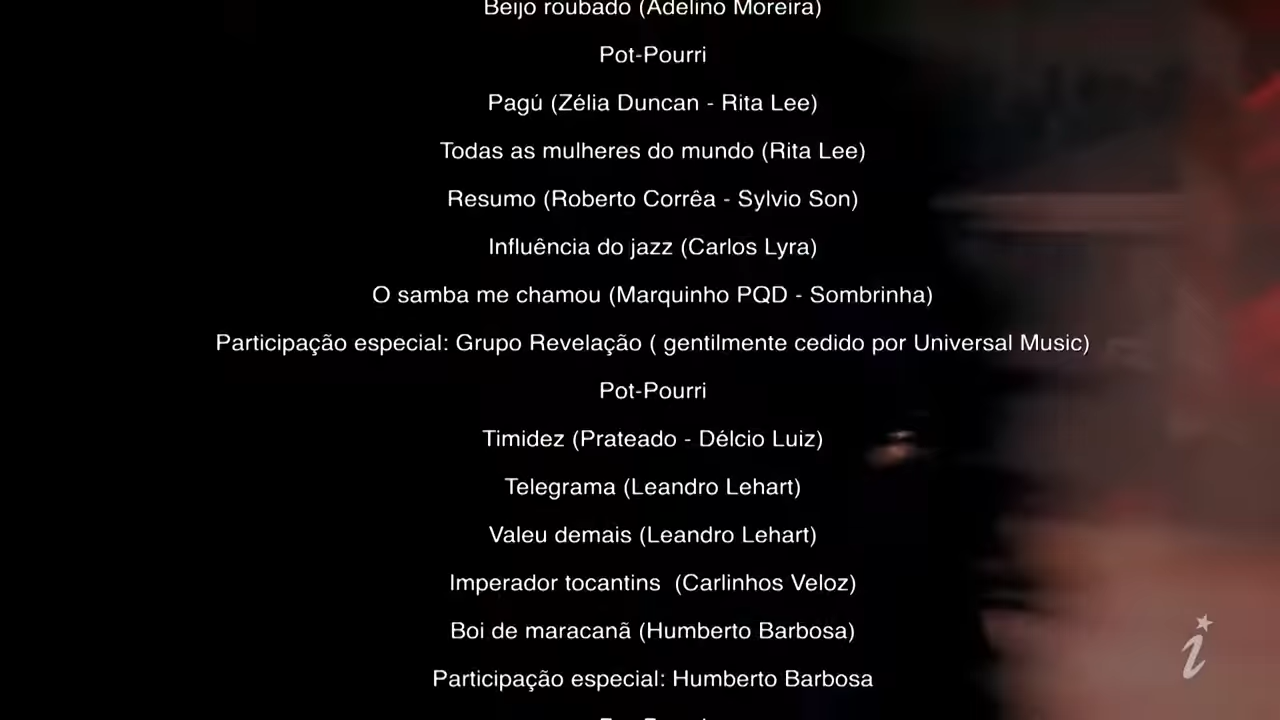 Beijo roubado (Adelino Moreira)
Pot-Pourri
Pagú (Zélia Duncan - Rita Lee)
Todas as mulheres do mundo (Rita Lee)
Resumo (Roberto Corrêa - Sylvio Son)
Influência do jazz (Carlos Lyra)
O samba me chamou (Marquinho PQD - Sombrinha)
Participação especial: Grupo Revelação ( gentilmente cedido por Universal Music)
Pot-Pourri
Timidez (Prateado - Délcio Luiz)
Telegrama (Leandro Lehart)
Valeu demais (Leandro Lehart)
Imperador tocantins  (Carlinhos Veloz)
Boi de maracanã (Humberto Barbosa)
Participação especial: Humberto Barbosa
i